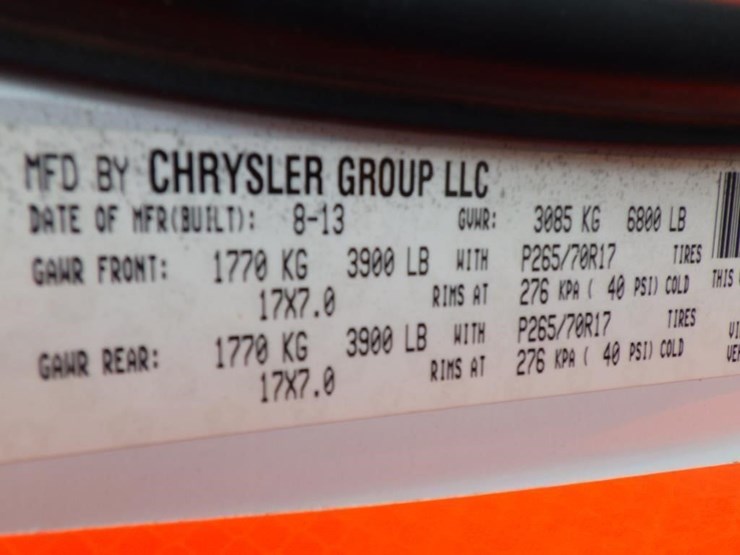 MFD BY CHRYSLER GROUP LLC
DATE OF MFR(BUILT): 8-13 GVWR: 3085 KG 6800 LB
GAWR FRONT: 1770 KG 3900 LB WITH P265/70R17 TIRES
17X7.0 RIMS AT 276 KPA ( 40 PSI) COLD
GAWR REAR: 1770 KG 3900 LB WITH P265/70R17 TIRES
17X7.0 RIMS AT 276 KPA ( 40 PSI) COLD
THIS